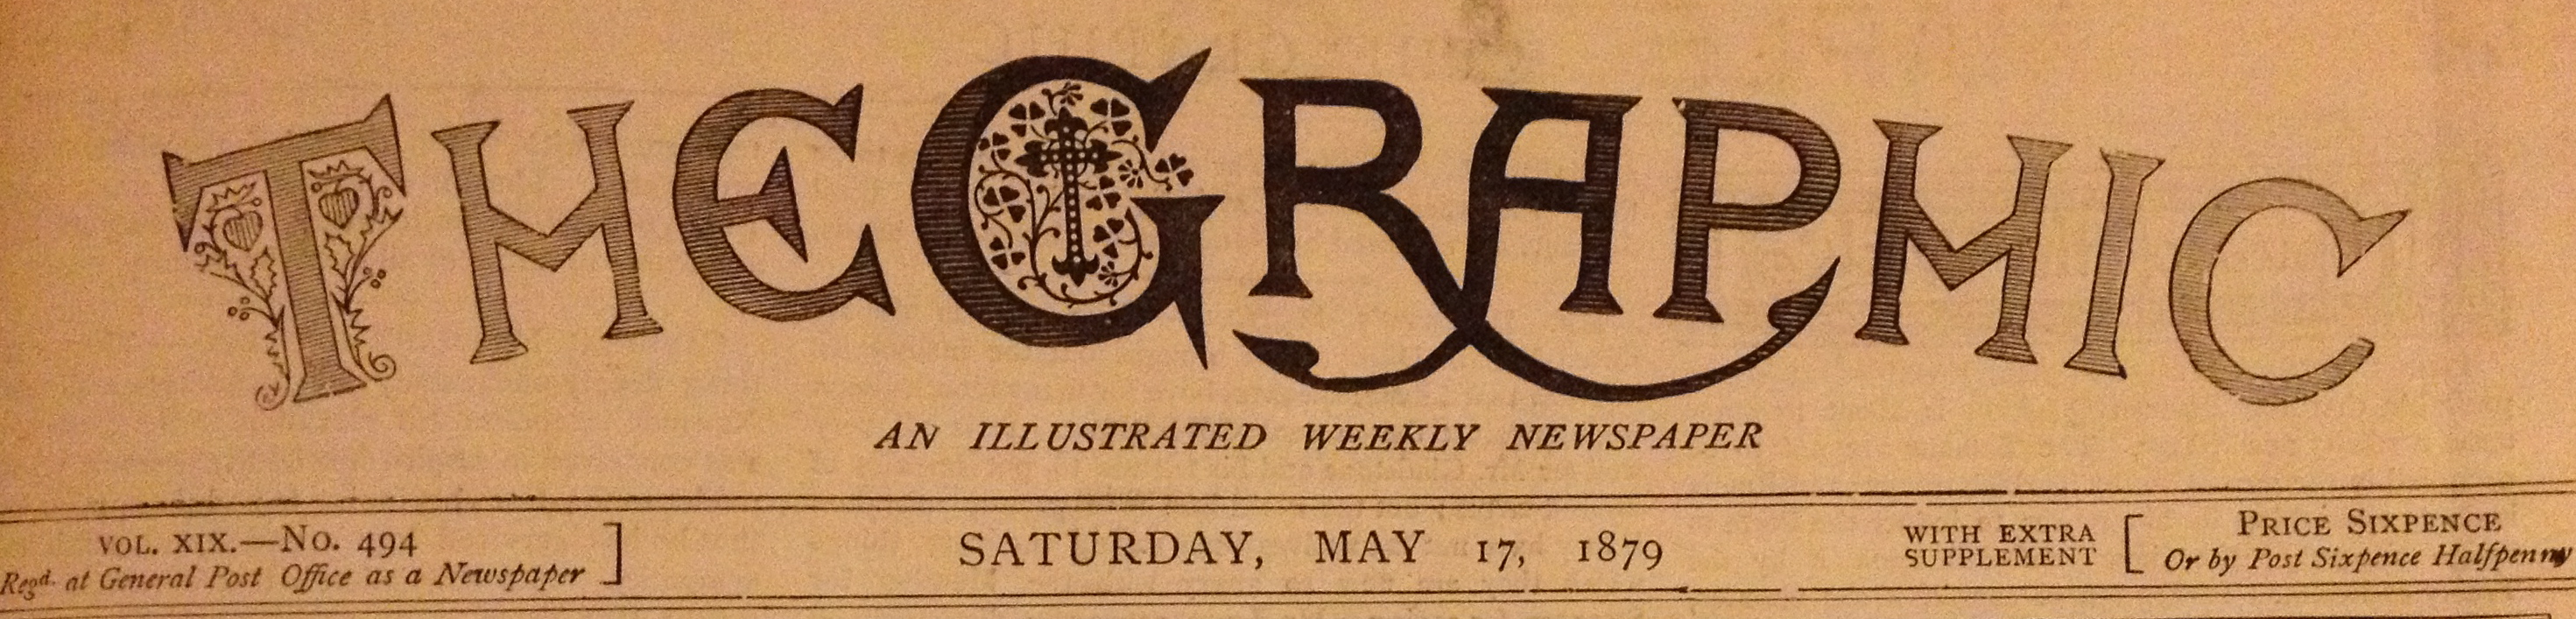 THE GRAPHIC
AN ILLUSTRATED WEEKLY NEWSPAPER
VOL. XIX.—No. 494
Regd. at General Post Office as a Newspaper ]
SATURDAY, MAY 17, 1879
WITH EXTRA
SUPPLEMENT
[ PRICE SIXPENCE
Or by Post Sixpence Halfpenny